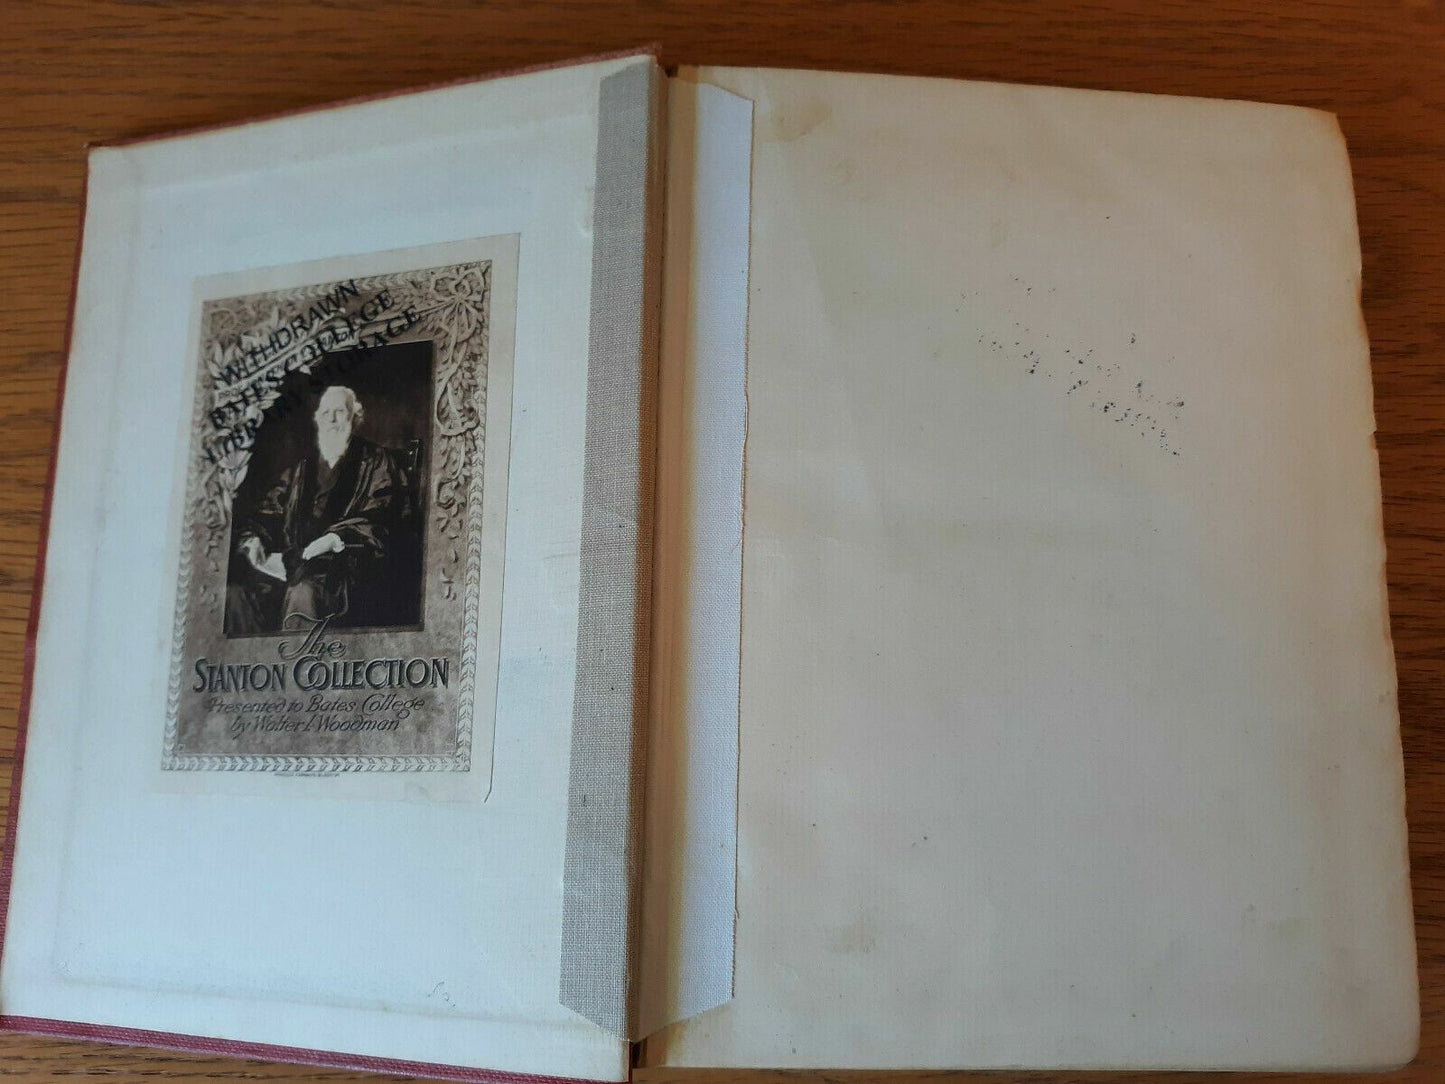 WITHDRAWN
BATES COLLEGE
LIBRARY STORAGE
The
STANTON COLLECTION
Presented to Bates College
by Walter I. Woodman